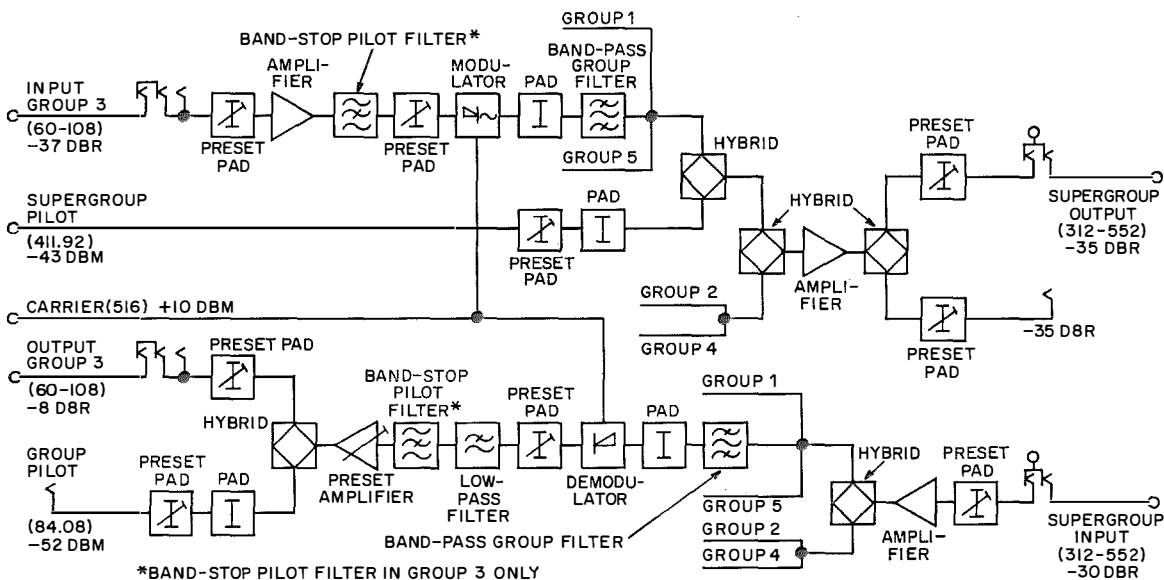 GROUP 1
BAND-STOP PILOT FILTER*
AMPLI-
FIER
MODU-
LATOR
PAD
BAND-PASS
GROUP
FILTER
INPUT
GROUP 3
(60-108)
-37 DBR
PRESET
PAD
PRESET
PAD
GROUP 5
HYBRID
PRESET
PAD
SUPERGROUP
OUTPUT
(312-552)
-35 DBR
SUPERGROUP
PILOT
(411.92)
-43 DBM
PAD
PRESET
PAD
HYBRID
AMPLI-
FIER
GROUP 2
GROUP 4
PRESET
PAD
-35 D8R
CARRIER(516) +10 DBM
OUTPUT
GROUP 3
(60-108)
-8 D8R
PRESET PAD
HYBRID
BAND-STOP
PILOT
FILTER*
PRESET
PAD
PAD
GROUP 1
GROUP
PILOT
(84.08)
-52 DBM
PRESET
PAD
PAD
PRESET
AMPLIFIER
LOW-
PASS
FILTER
DEMODU-
LATOR
GROUP 5
GROUP 2
GROUP 4
BAND-PASS GROUP FILTER
HYBRID
PRESET
PAD
AMPLI-
FIER
SUPERGROUP
INPUT
(312-552)
-30 DBR
*BAND-STOP PILOT FILTER IN GROUP 3 ONLY